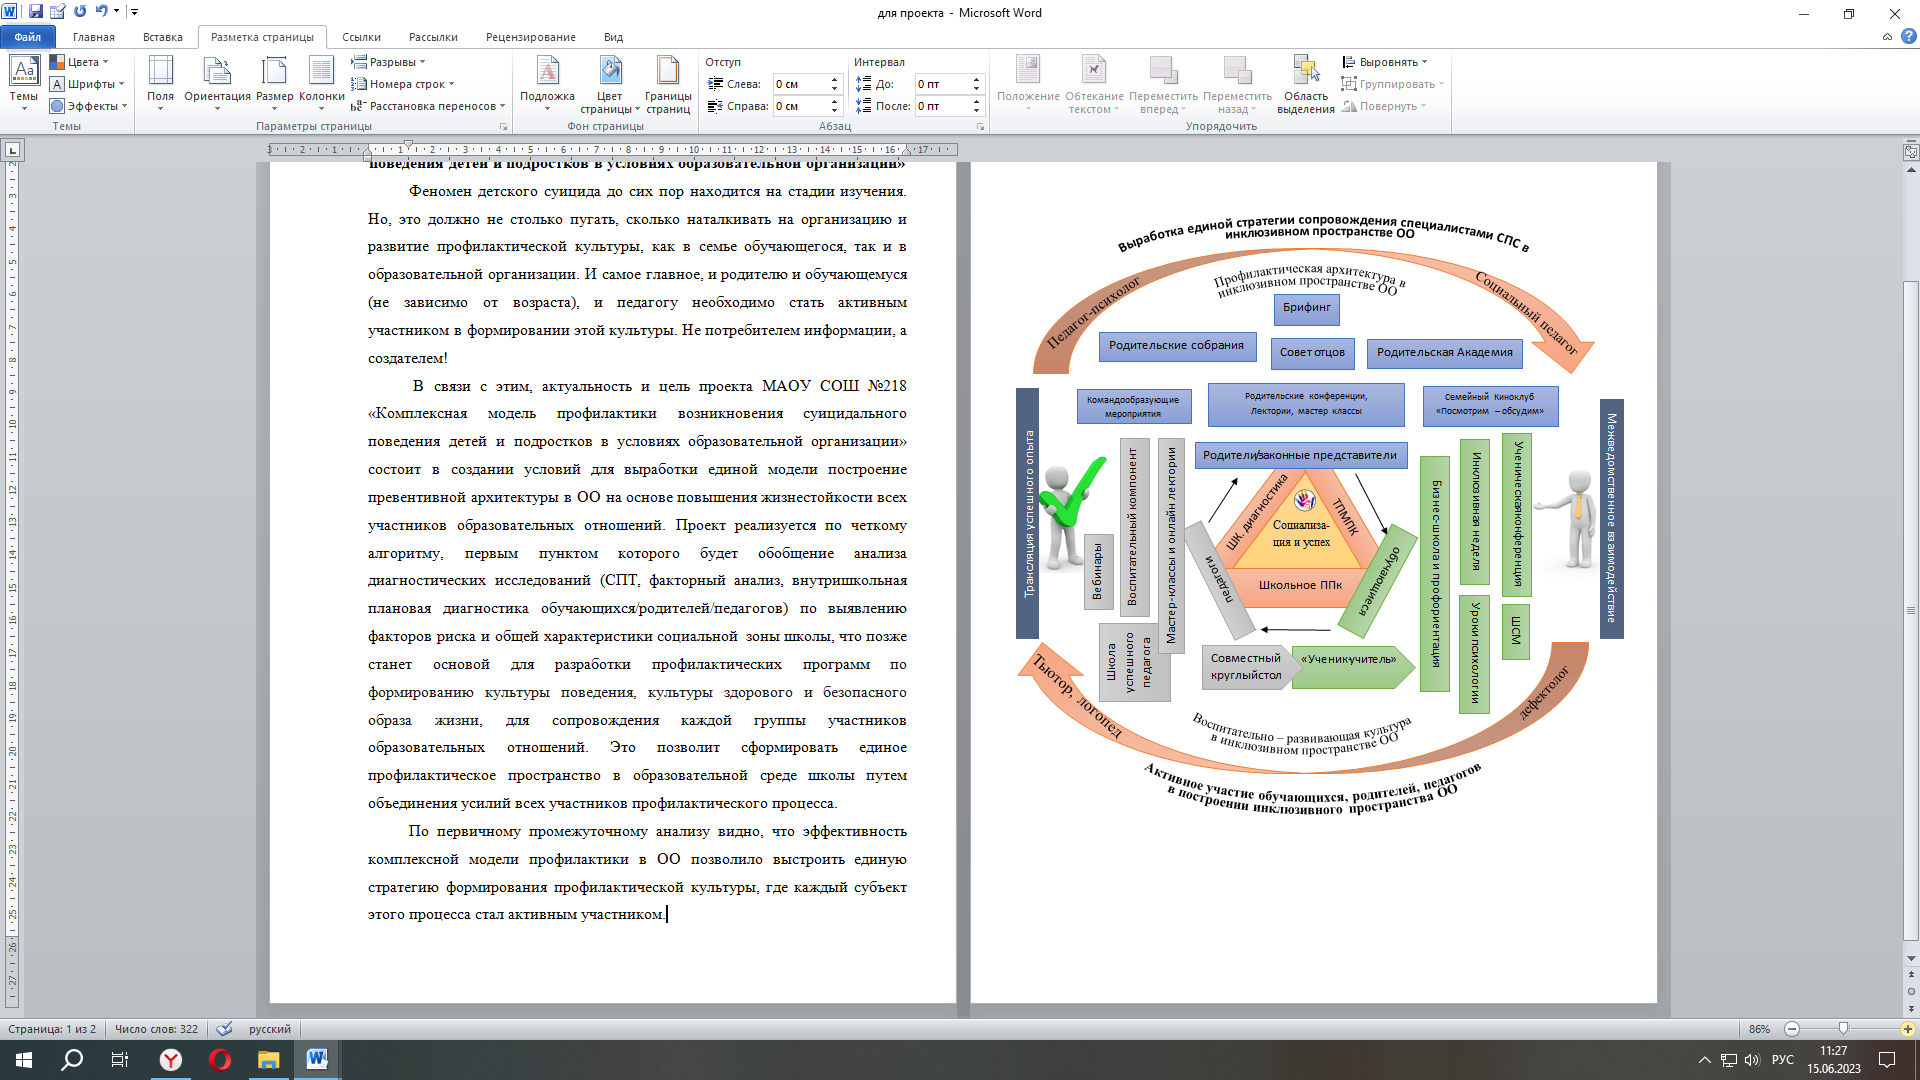 для проекта - Microsoft Word
Файл
Главная
Вставка
Разметка страницы
Ссылки
Рассылки
Рецензирование
Вид
Темы
Цвета
Шрифты
Эффекты
Темы
Поля
Ориентация
Размер
Колонки
Разрывы
Номера строк
Расстановка переносов
Параметры страницы
Подложка
Цвет страницы
Границы страниц
Фон страницы
Отступ
Слева: 0 см
Справа: 0 см
Интервал
До: 0 пт
После: 0 пт
Абзац
Положение
Обтекание текстом
Переместить вперед
Переместить назад
Область выделения
Выровнять
Группировать
Повернуть
Упорядочить
поведения детей и подростков в условиях образовательной организации»
Феномен детского суицида до сих пор находится на стадии изучения.
Но, это должно не столько пугать, сколько наталкивать на организацию и
развитие профилактической культуры, как в семье обучающегося, так и в
образовательной организации. И самое главное, и родителю и обучающемуся
(не зависимо от возраста), и педагогу необходимо стать активным
участником в формировании этой культуры. Не потребителем информации, а
создателем!
В связи с этим, актуальность и цель проекта МАОУ СОШ №218
«Комплексная модель профилактики возникновения суицидального
поведения детей и подростков в условиях образовательной организации»
состоит в создании условий для выработки единой модели построение
превентивной архитектуры в ОО на основе повышения жизнестойкости всех
участников образовательных отношений. Проект реализуется по четкому
алгоритму, первым пунктом которого будет обобщение анализа
диагностических исследований (СПТ, факторный анализ, внутришкольная
плановая диагностика обучающихся/родителей/педагогов) по выявлению
факторов риска и общей характеристики социальной зоны школы, что позже
станет основой для разработки профилактических программ по
формированию культуры поведения, культуры здорового и безопасного
образа жизни, для сопровождения каждой группы участников
образовательных отношений. Это позволит сформировать единое
профилактическое пространство в образовательной среде школы путем
объединения усилий всех участников профилактического процесса.
По первичному промежуточному анализу видно, что эффективность
комплексной модели профилактики в ОО позволило выстроить единую
стратегию формирования профилактической культуры, где каждый субъект
этого процесса стал активным участником.
Выработка единой стратегии сопровождения специалистами СПС в
инклюзивном пространстве ОО
Педагог-психолог
Профилактическая архитектура в
инклюзивном пространстве ОО
Социальный педагог
Брифинг
Родительские собрания
Совет отцов
Родительская Академия
Командообразующие
мероприятия
Родительские конференции,
Лектории, мастер классы
Семейный Киноклуб
«Посмотрим – обсудим»
Трансляция успешного опыта
Межведомственное взаимодействие
Родители/законные представители
Вебинары
Воспитательный компонент
Мастер-классы и онлайн лектории
Школа
успешного
педагога
педагоги
ШК. диагностика
ТПМПК
Социализа-
ция и успех
Школьное ППк
обучающиеся
Бизнес-школа и профориентация
Инклюзивная неделя
Ученическаяконференция
Уроки психологии
ШСМ
Совместный
круглыйстол
«Ученикучитель»
Тьютор, логопед
дефектолог
Воспитательно – развивающая культура
в инклюзивном пространстве ОО
Активное участие обучающихся, родителей, педагогов
в построении инклюзивного пространства ОО
Страница: 1 из 2
Число слов: 322
русский
86%
РУС
11:27
15.06.2023